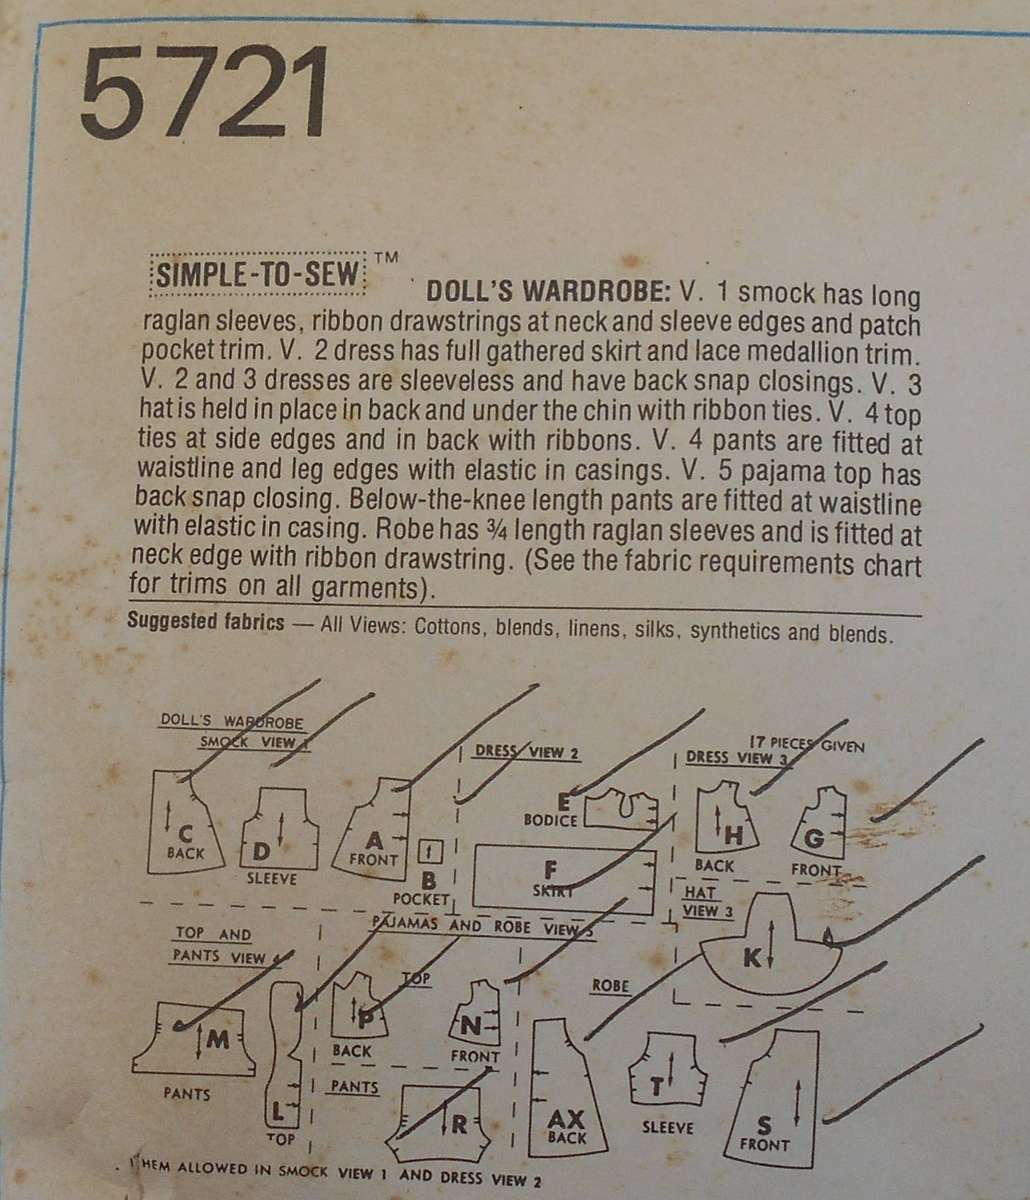 5721
SIMPLE-TO-SEW™ DOLL'S WARDROBE: V. 1 smock has long
raglan sleeves, ribbon drawstrings at neck and sleeve edges and patch
pocket trim. V. 2 dress has full gathered skirt and lace medallion trim.
V. 2 and 3 dresses are sleeveless and have back snap closings. V. 3
hat is held in place in back and under the chin with ribbon ties. V. 4 top
ties at side edges and in back with ribbons. V. 4 pants are fitted at
waistline and leg edges with elastic in casings. V. 5 pajama top has
back snap closing. Below-the-knee length pants are fitted at waistline
with elastic in casing. Robe has ¾ length raglan sleeves and is fitted at
neck edge with ribbon drawstring. (See the fabric requirements chart
for trims on all garments).
Suggested fabrics — All Views: Cottons, blends, linens, silks, synthetics and blends.
DOLL'S WARDROBE
SMOCK VIEW 1
C
BACK
D
SLEEVE
A
FRONT
B
POCKET
DRESS VIEW 2
E
BODICE
F
SKIRT
17 PIECES GIVEN
DRESS VIEW 3
H
BACK
G
FRONT
HAT
VIEW 3
K
TOP AND
PANTS VIEW 4
M
PANTS
L
TOP
PAJAMAS AND ROBE VIEW 5
TOP
P
BACK
N
FRONT
PANTS
R
ROBE
AX
BACK
T
SLEEVE
S
FRONT
1" HEM ALLOWED IN SMOCK VIEW 1 AND DRESS VIEW 2